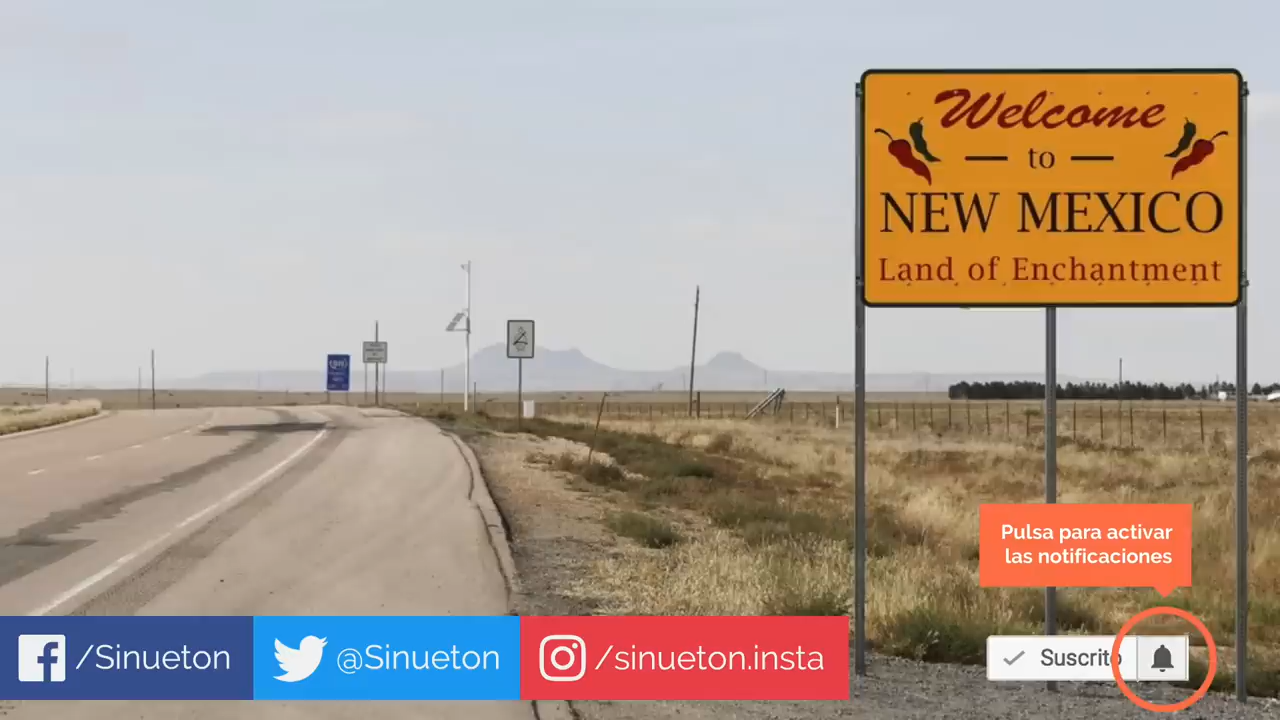 Welcome
to
NEW MEXICO
Land of Enchantment
Pulsa para activar
las notificaciones
/Sinueton
@Sinueton
/sinueton.insta
Suscrito